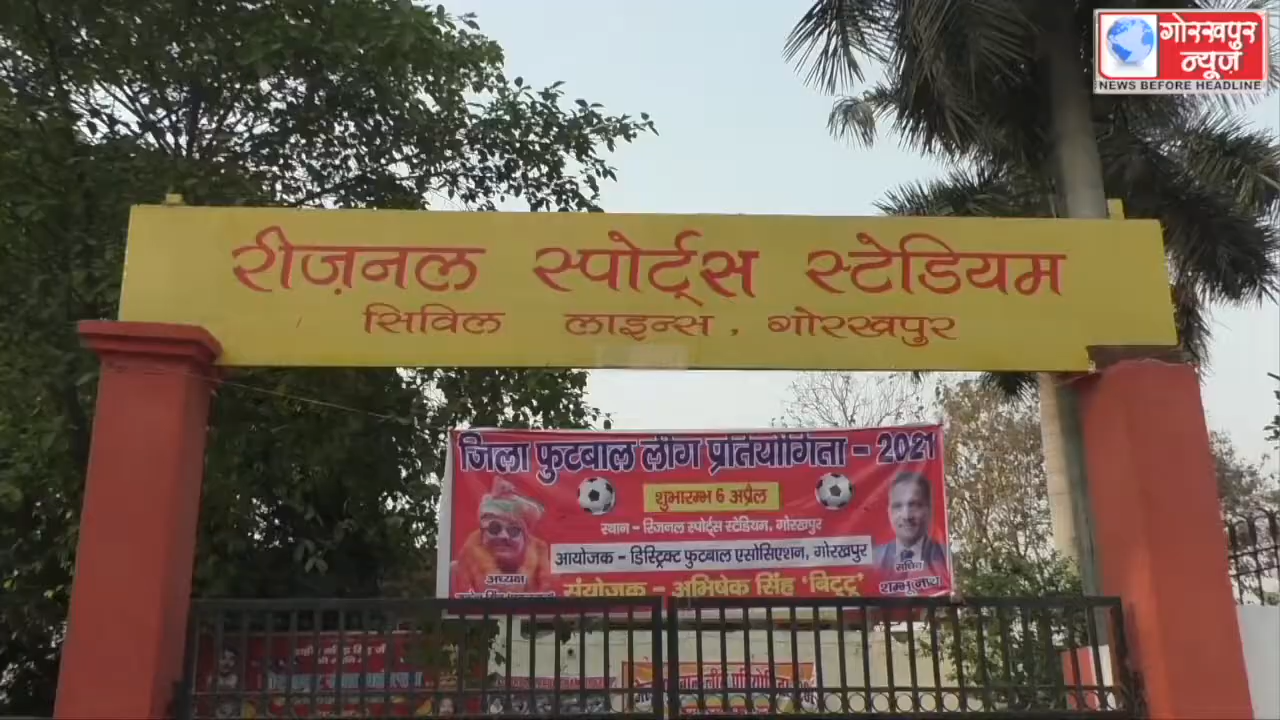 गोरखपुर
न्यूज़
NEWS BEFORE HEADLINE
रीज़नल स्पोर्ट्स स्टेडियम
सिविल लाइन्स, गोरखपुर
जिला फुटबाल लीग प्रतियोगिता - 2021
शुभारम्भ 6 अप्रैल
स्थान - रिजनल स्पोर्ट्स स्टेडियम, गोरखपुर
आयोजक - डिस्ट्रिक्ट फुटबाल एसोसिएशन, गोरखपुर
संयोजक - अभिषेक सिंह 'बिट्टू'
अध्यक्ष
सचिव